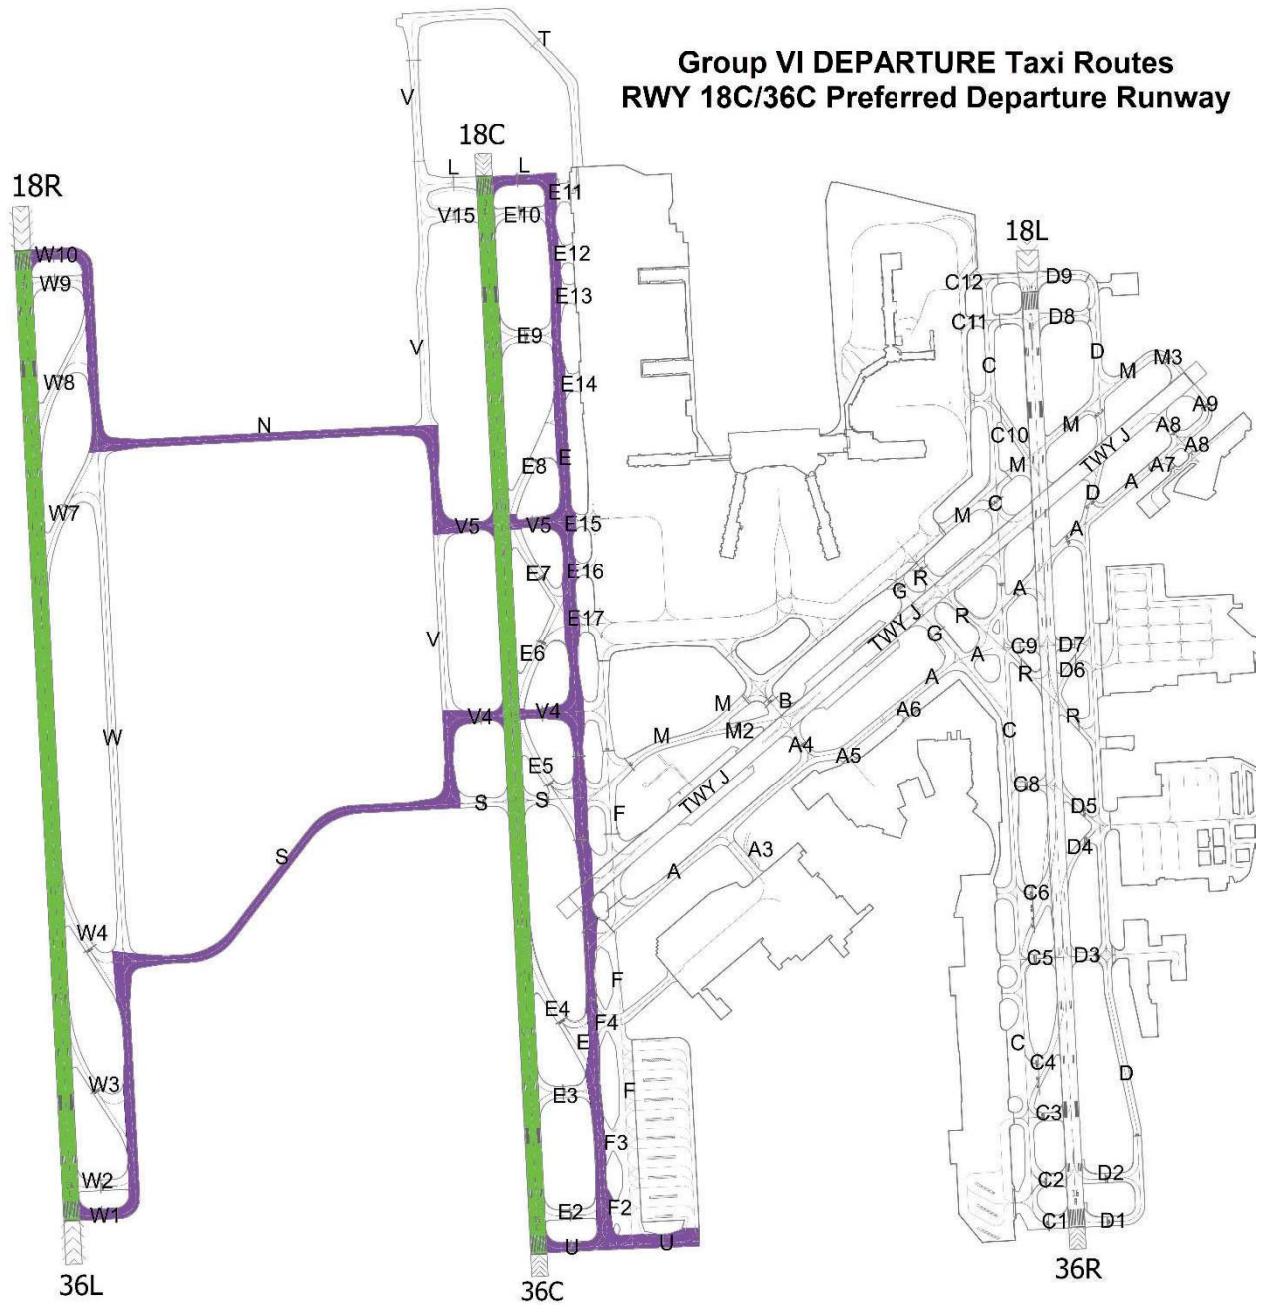 Group VI DEPARTURE Taxi Routes
RWY 18C/36C Preferred Departure Runway
T
V
18C
L
L
18R
E11
V15
E10
18L
W10
E12
W9
C12
D9
E13
C11
D8
E9
V
D
M3
C
M
W8
E14
A9
N
M
A8
C10
TWY J
A8
E8
E
M
A7
A
D
C
W7
V5
V5
E15
M
A
E7
E16
R
G
A
E17
TWY J
R
V
G
C9
D7
E6
A
D6
A
R
M
B
V4
V4
A6
R
M
M2
C
W
A4
A5
E5
C8
TWY J
S
S
D5
F
A3
D4
S
A
C6
W4
C5
D3
F
E4
F4
E
C
C4
D
W3
E3
F
C3
F3
W2
C2
D2
E2
F2
W1
C1
D1
U
U
36L
36C
36R